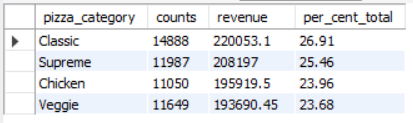 pizza_category counts revenue per_cent_total
Classic 14888 220053.1 26.91
Supreme 11987 208197 25.46
Chicken 11050 195919.5 23.96
Veggie 11649 193690.45 23.68